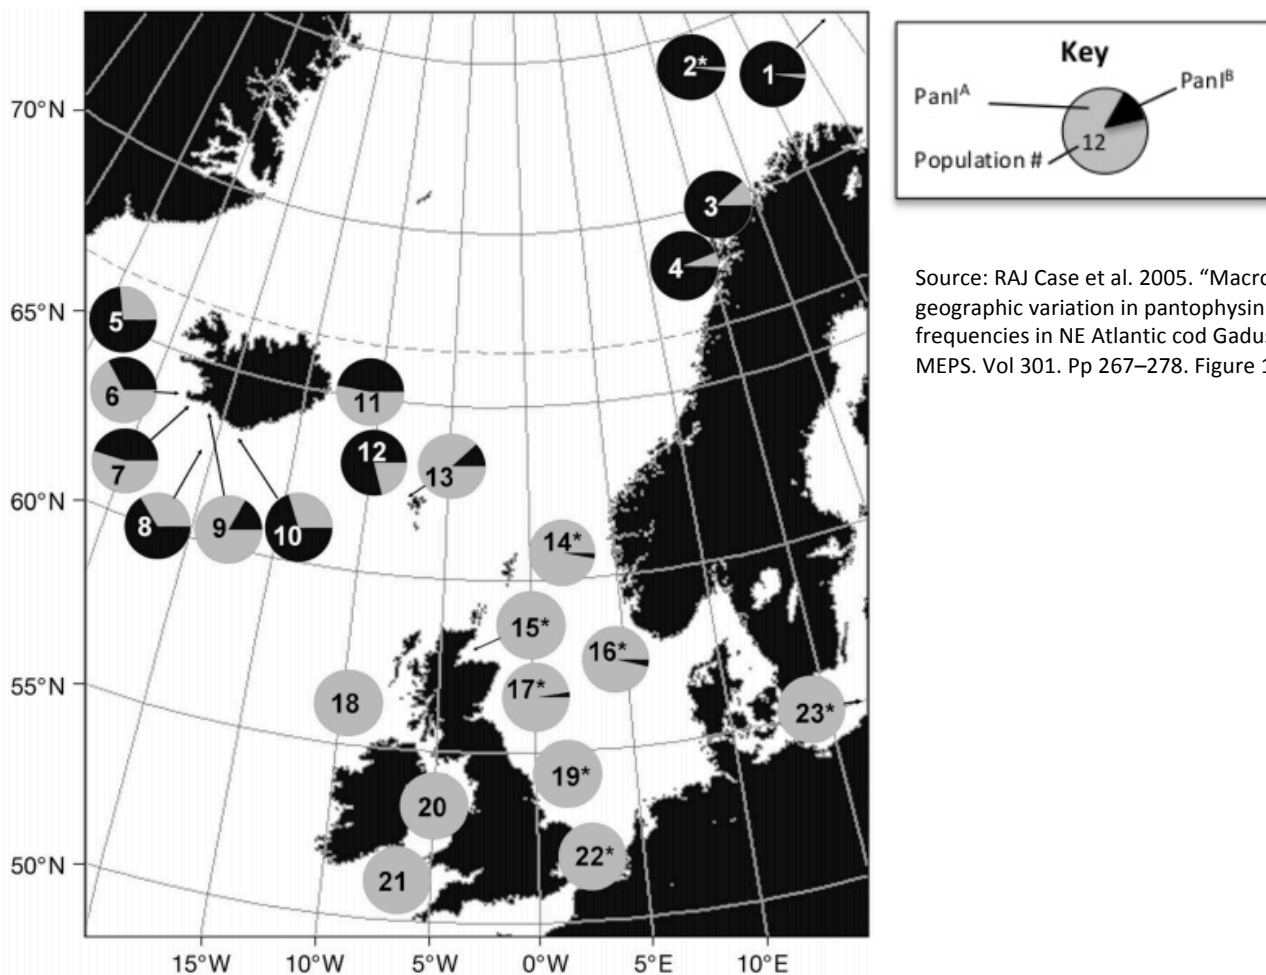 70°N
65°N
60°N
55°N
50°N
15°W 10°W 5°W 0°W 5°E 10°E
2* 1
3
4
5
6
11
7
12
13
8 9 10
14*
15*
16*
17*
18
23*
19*
20
22*
21
Key
PanIᴬ
PanIᴮ
Population #
12
Source: RAJ Case et al. 2005. “Macro
geographic variation in pantophysin
frequencies in NE Atlantic cod Gadus
MEPS. Vol 301. Pp 267–278. Figure 1